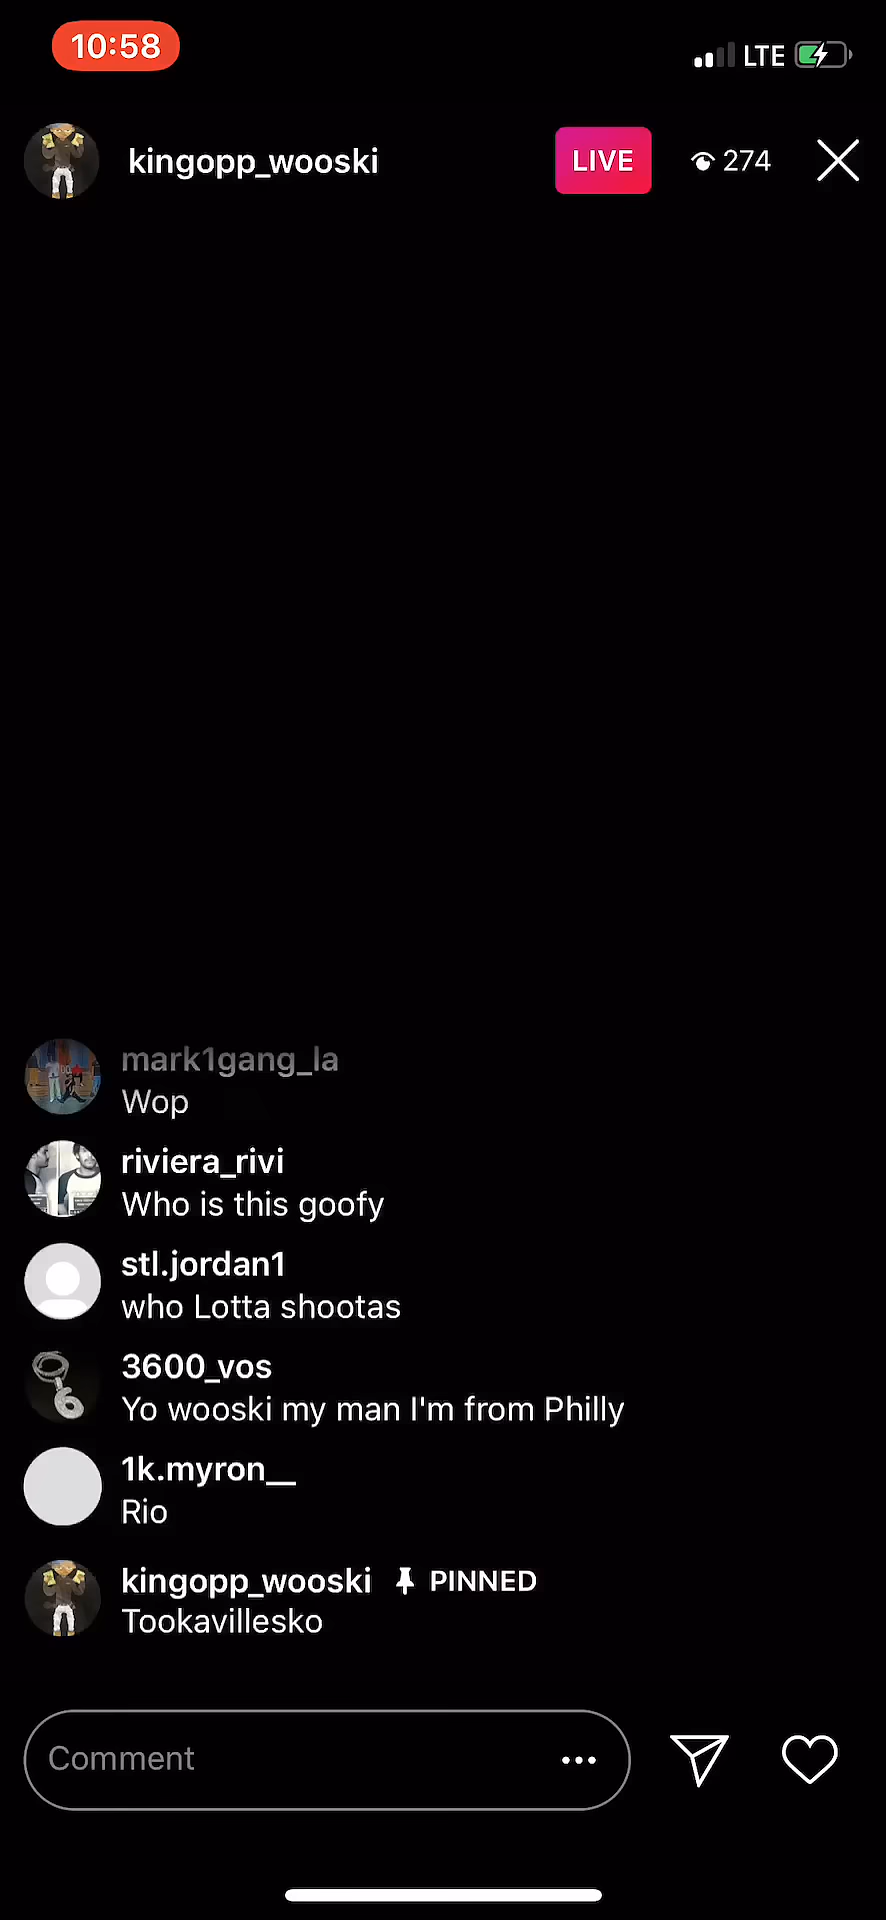 10:58
LTE
kingopp_wooski
LIVE
274
mark1gang_la
Wop
riviera_rivi
Who is this goofy
stl.jordan1
who Lotta shootas
3600_vos
Yo wooski my man I'm from Philly
1k.myron__
Rio
kingopp_wooski PINNED
Tookavillesko
Comment